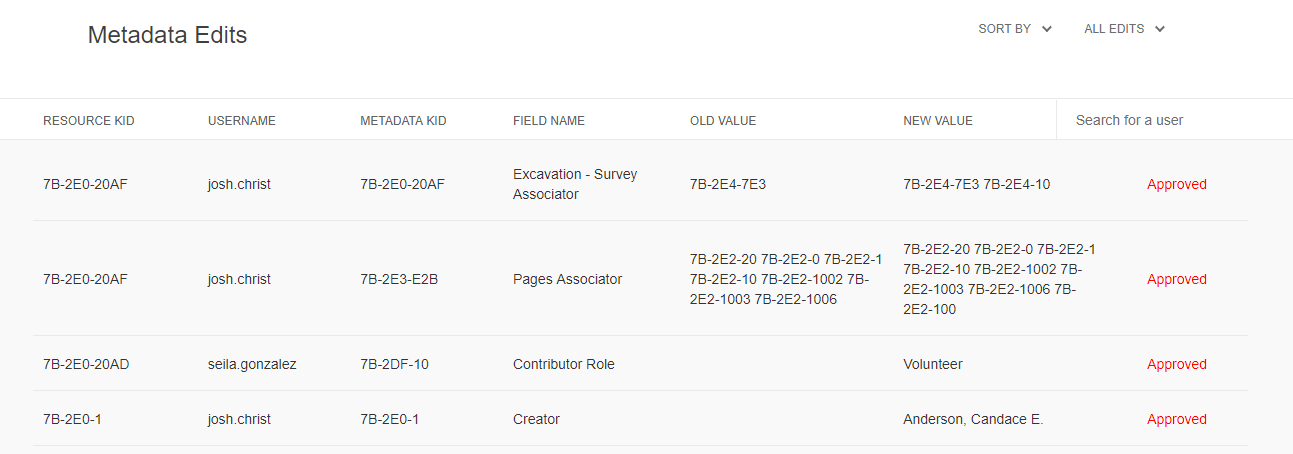 Metadata Edits
SORT BY
ALL EDITS
RESOURCE KID USERNAME METADATA KID FIELD NAME OLD VALUE NEW VALUE Search for a user
7B-2E0-20AF josh.christ 7B-2E0-20AF Excavation - Survey 7B-2E4-7E3 7B-2E4-7E3 7B-2E4-10 Approved
Associator
7B-2E0-20AF josh.christ 7B-2E3-E2B Pages Associator
7B-2E2-20 7B-2E2-0 7B-2E2-1
7B-2E2-10 7B-2E2-1002 7B-
2E2-1003 7B-2E2-1006
7B-2E2-20 7B-2E2-0 7B-2E2-1
7B-2E2-10 7B-2E2-1002 7B-
2E2-1003 7B-2E2-1006 7B-
2E2-100
Approved
7B-2E0-20AD seila.gonzalez 7B-2DF-10 Contributor Role Volunteer Approved
7B-2E0-1 josh.christ 7B-2E0-1 Creator Anderson, Candace E. Approved